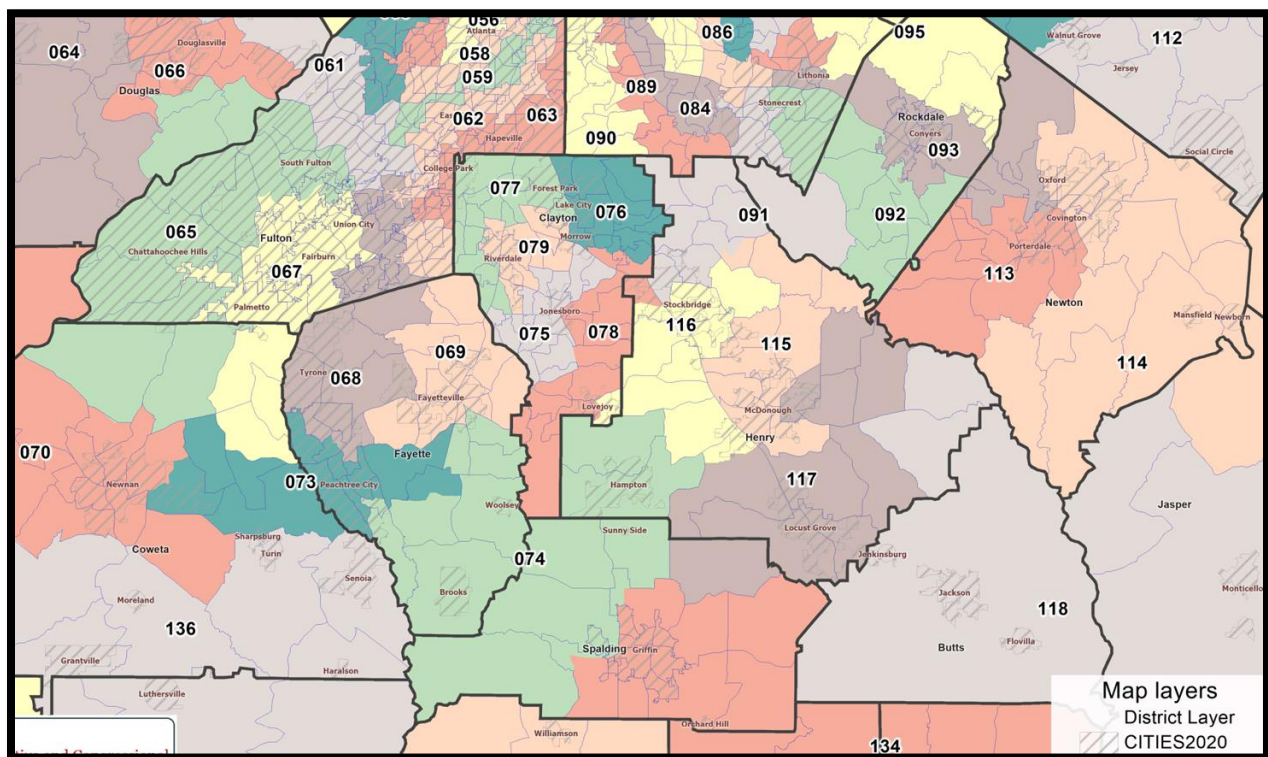 056
Atlanta
086
095
Walnut Grove
112
064
Douglasville
058
061
Jersey
066
059
089
Lithonia
Douglas
084
Stonecrest
062
063
Rockdale
Hapeville
090
Conyers
093
Social Circle
South Fulton
College Park
077
Forest Park
Oxford
Lake City
076
091
092
Clayton
Covington
065
Union City
Morrow
Fulton
079
Porterdale
Chattahoochee Hills
Fairburn
Riverdale
067
113
Palmetto
Stockbridge
Newton
Jonesboro
Mansfield
Newborn
116
075
078
115
069
114
068
Tyrone
Fayetteville
Lovejoy
McDonough
Henry
070
Fayette
073
Peachtree City
117
Newnan
Hampton
Woolsey
Jasper
Locust Grove
Sunny Side
Sharpsburg
Coweta
Turin
074
Jenkinsburg
Senoia
Monticello
Brooks
Jackson
Moreland
118
136
Flovilla
Spalding
Griffin
Butts
Grantville
Haralson
Luthersville
Map layers
District Layer
Orchard Hill
Williamson
CITIES2020
134